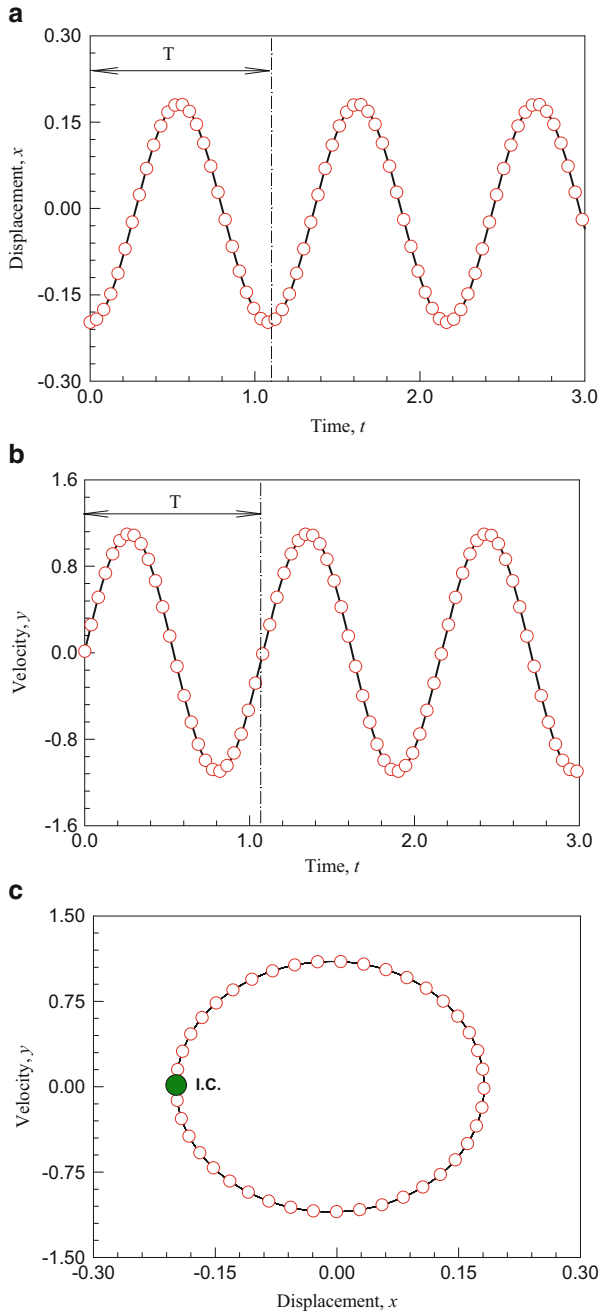 a
0.30
T
0.15
0.00
-0.15
-0.30
Displacement, x
0.0
1.0
2.0
3.0
Time, t
b
1.6
T
0.8
0.0
-0.8
-1.6
Velocity, y
0.0
1.0
2.0
3.0
Time, t
c
1.50
0.75
0.00
-0.75
-1.50
Velocity, y
I.C.
-0.30
-0.15
0.00
0.15
0.30
Displacement, x